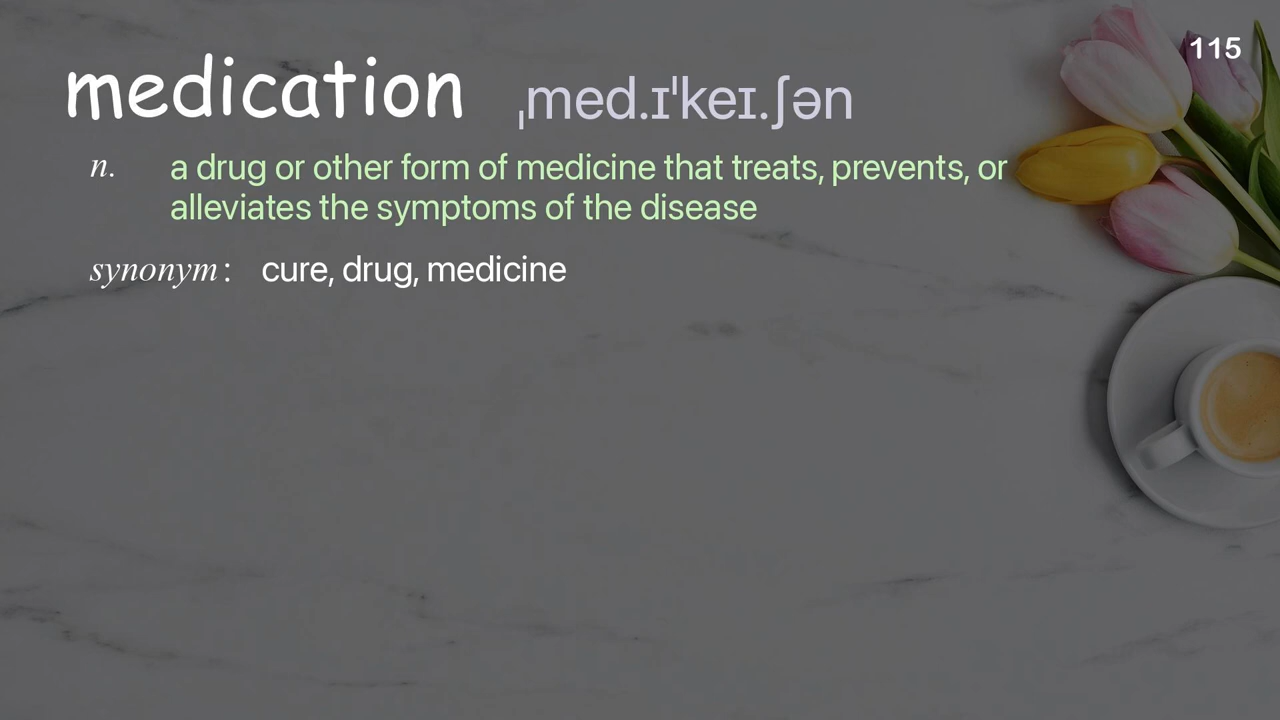 115
medication ˌmed.ɪˈkeɪ.ʃən
n. a drug or other form of medicine that treats, prevents, or
alleviates the symptoms of the disease
synonym: cure, drug, medicine